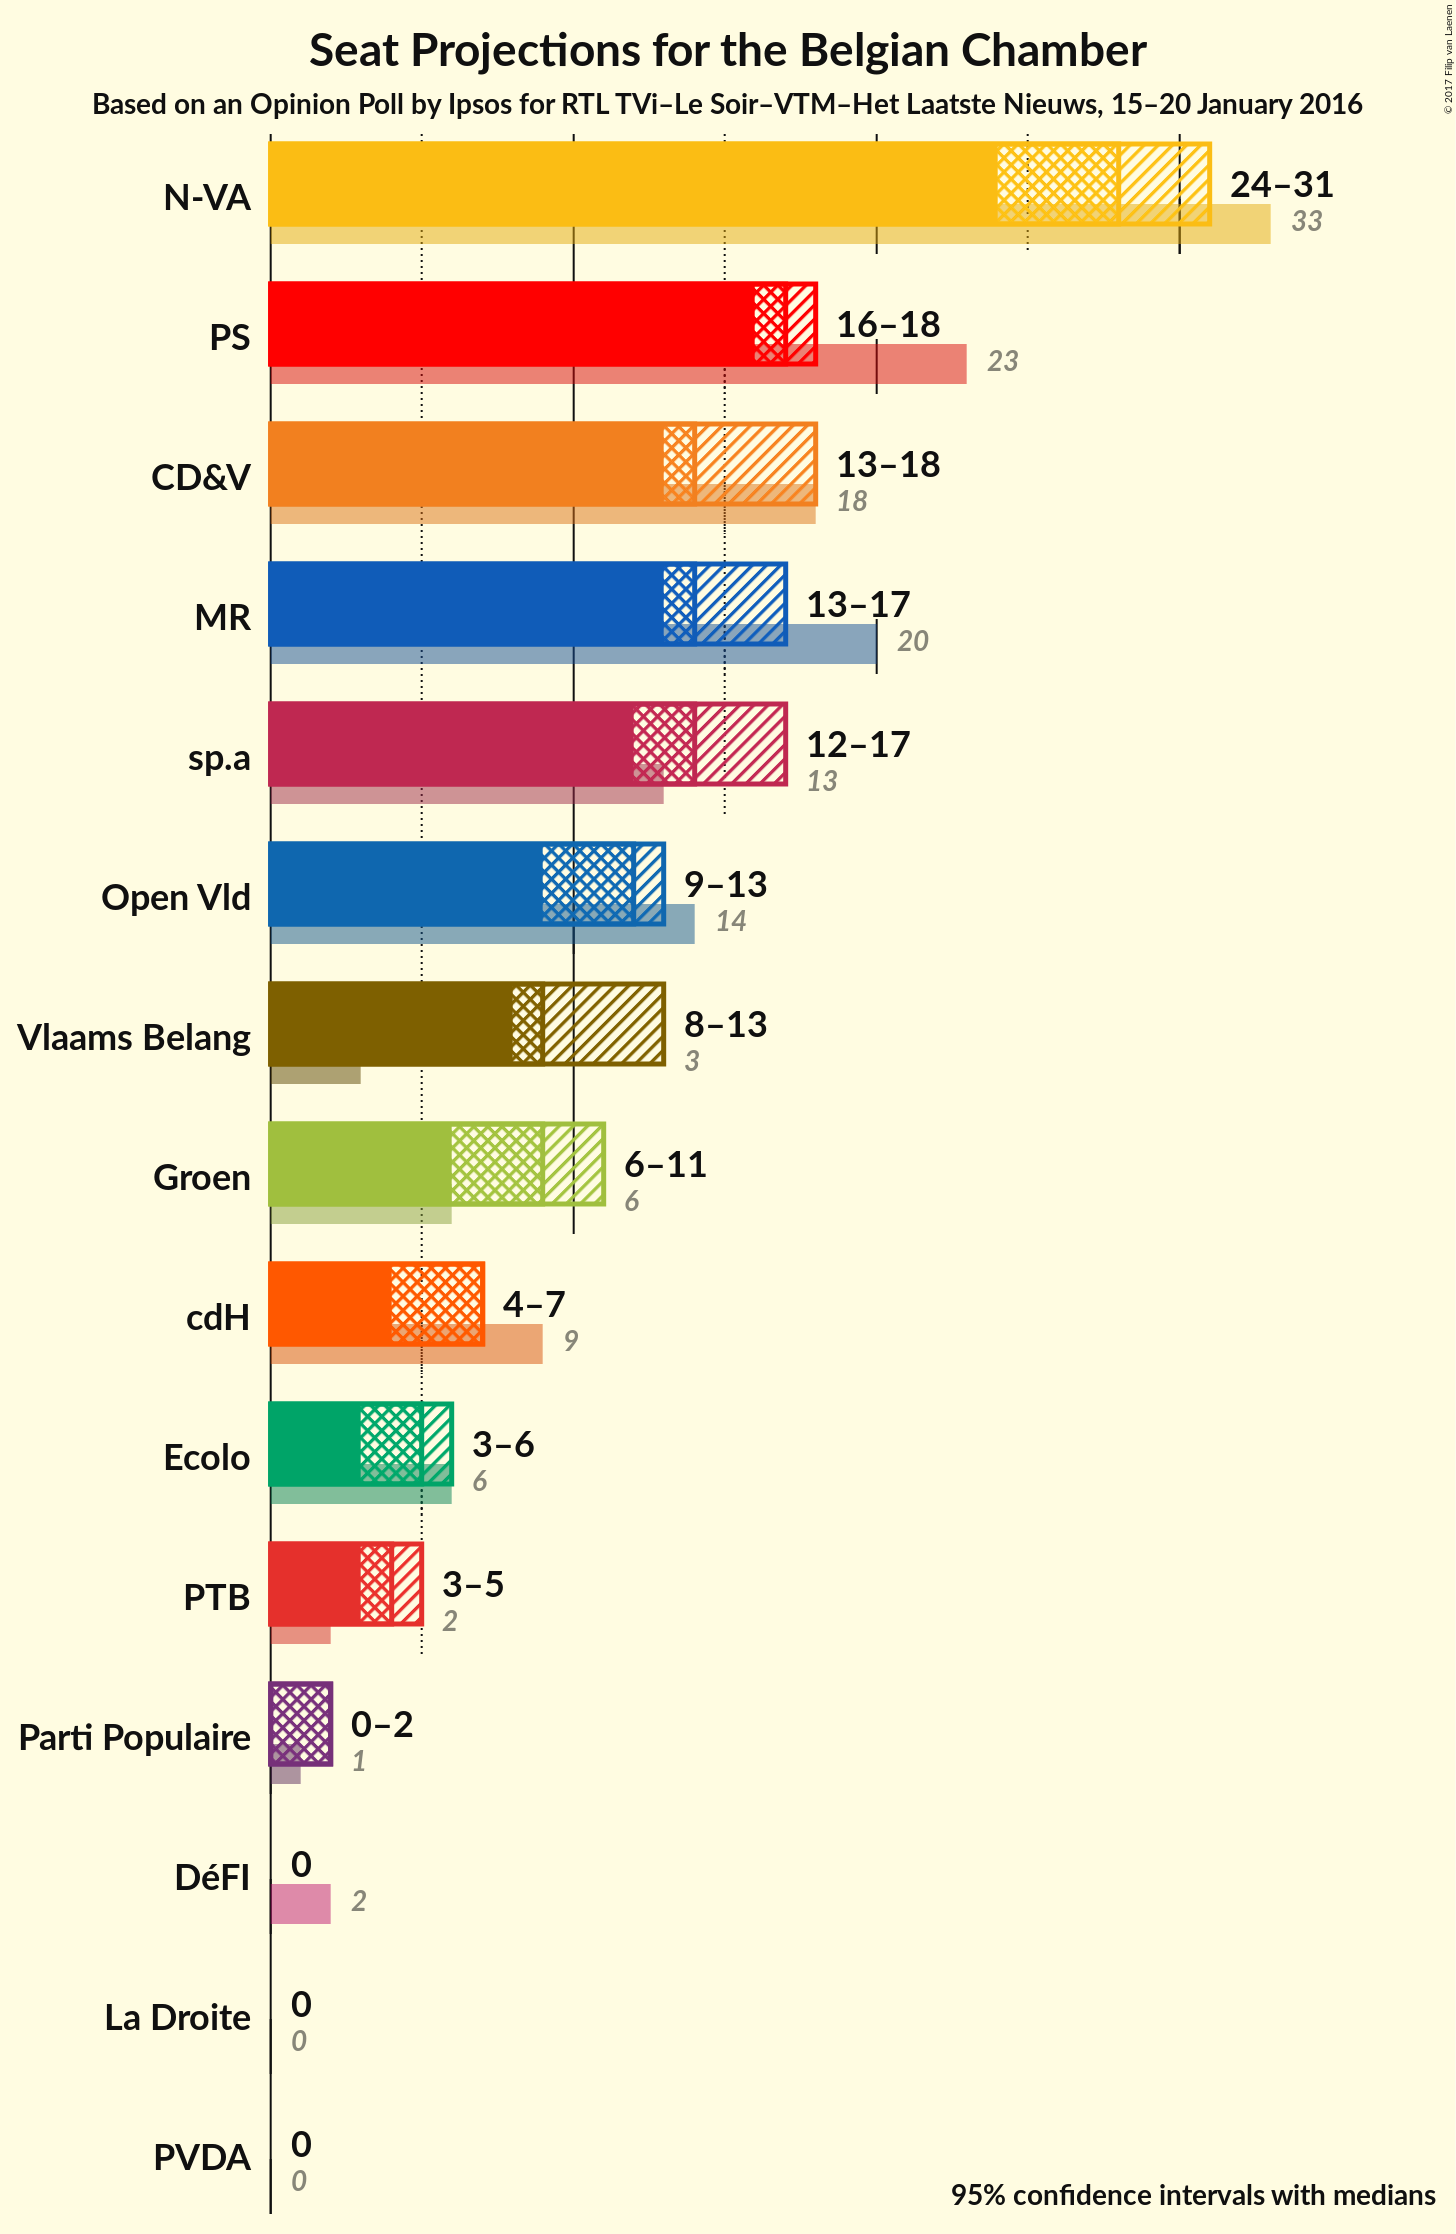 Seat Projections for the Belgian Chamber
Based on an Opinion Poll by Ipsos for RTL TVi–Le Soir–VTM–Het Laatste Nieuws, 15–20 January 2016
© 2017 Filip van Laenen
N-VA
24–31
33
PS
16–18
23
CD&V
13–18
18
MR
13–17
20
sp.a
12–17
13
Open Vld
9–13
14
Vlaams Belang
8–13
3
Groen
6–11
6
cdH
4–7
9
Ecolo
3–6
6
PTB
3–5
2
Parti Populaire
0–2
1
DéFI
0
2
La Droite
0
0
PVDA
0
0
95% confidence intervals with medians